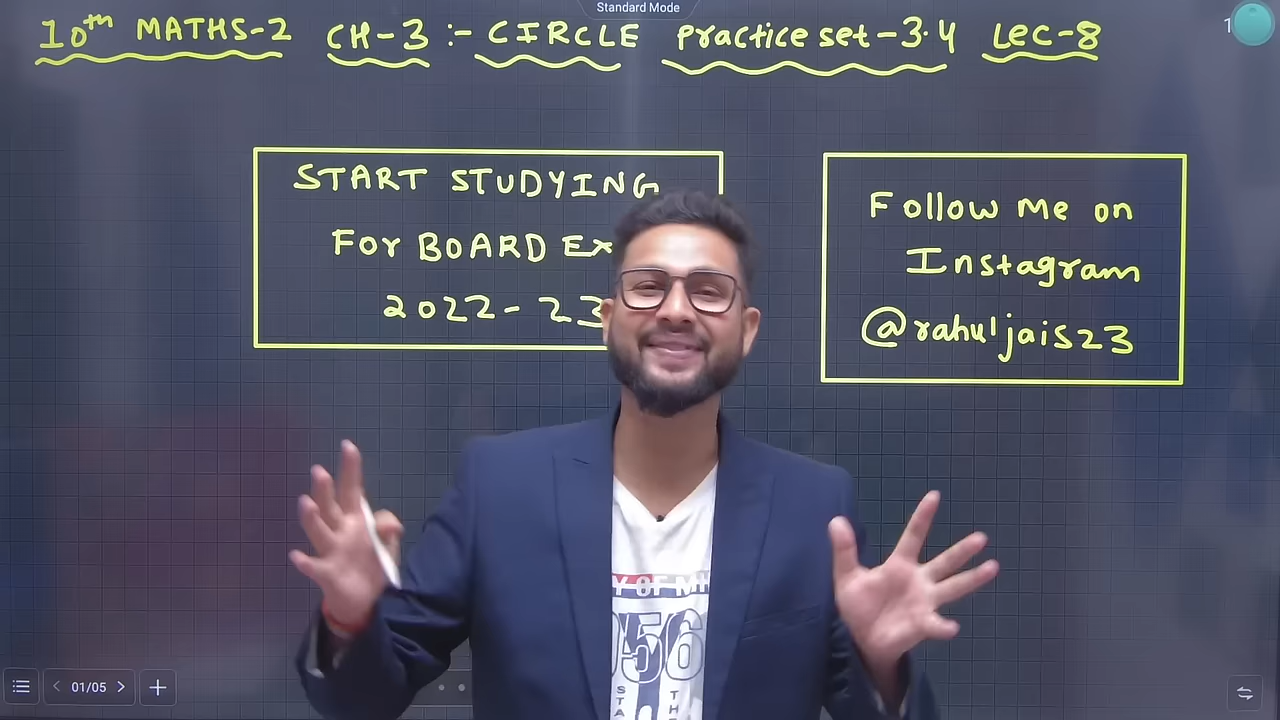 Standard Mode
10th MATHS-2 CH-3 :- CIRCLE Practice set-3.4 Lec-8
START STUDYING
For BOARD Ex
2022-23
Follow Me on
Instagram
@rahuljais23
01/05